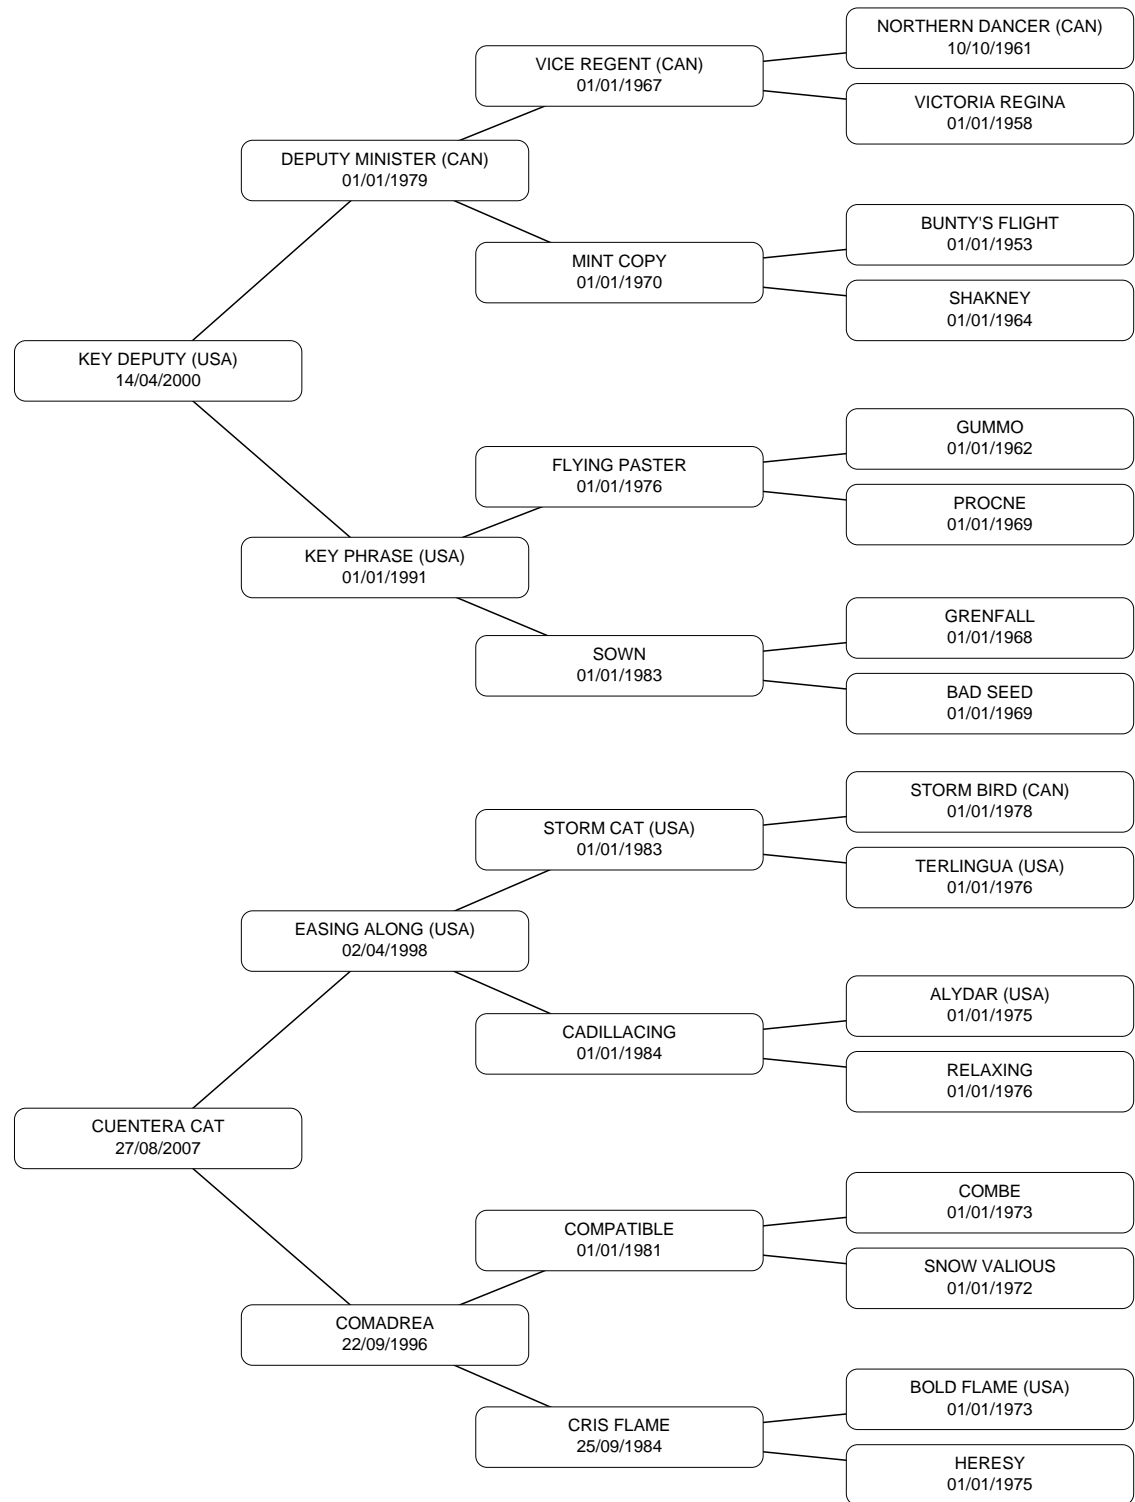 NORTHERN DANCER (CAN)
10/10/1961
VICE REGENT (CAN)
01/01/1967
VICTORIA REGINA
01/01/1958
DEPUTY MINISTER (CAN)
01/01/1979
BUNTY'S FLIGHT
01/01/1953
MINT COPY
01/01/1970
SHAKNEY
01/01/1964
KEY DEPUTY (USA)
14/04/2000
GUMMO
01/01/1962
FLYING PASTER
01/01/1976
PROCNE
01/01/1969
KEY PHRASE (USA)
01/01/1991
GRENFALL
01/01/1968
SOWN
01/01/1983
BAD SEED
01/01/1969
STORM BIRD (CAN)
01/01/1978
STORM CAT (USA)
01/01/1983
TERLINGUA (USA)
01/01/1976
EASING ALONG (USA)
02/04/1998
ALYDAR (USA)
01/01/1975
CADILLACING
01/01/1984
RELAXING
01/01/1976
CUENTERA CAT
27/08/2007
COMBE
01/01/1973
COMPATIBLE
01/01/1981
SNOW VALIOUS
01/01/1972
COMADREA
22/09/1996
BOLD FLAME (USA)
01/01/1973
CRIS FLAME
25/09/1984
HERESY
01/01/1975